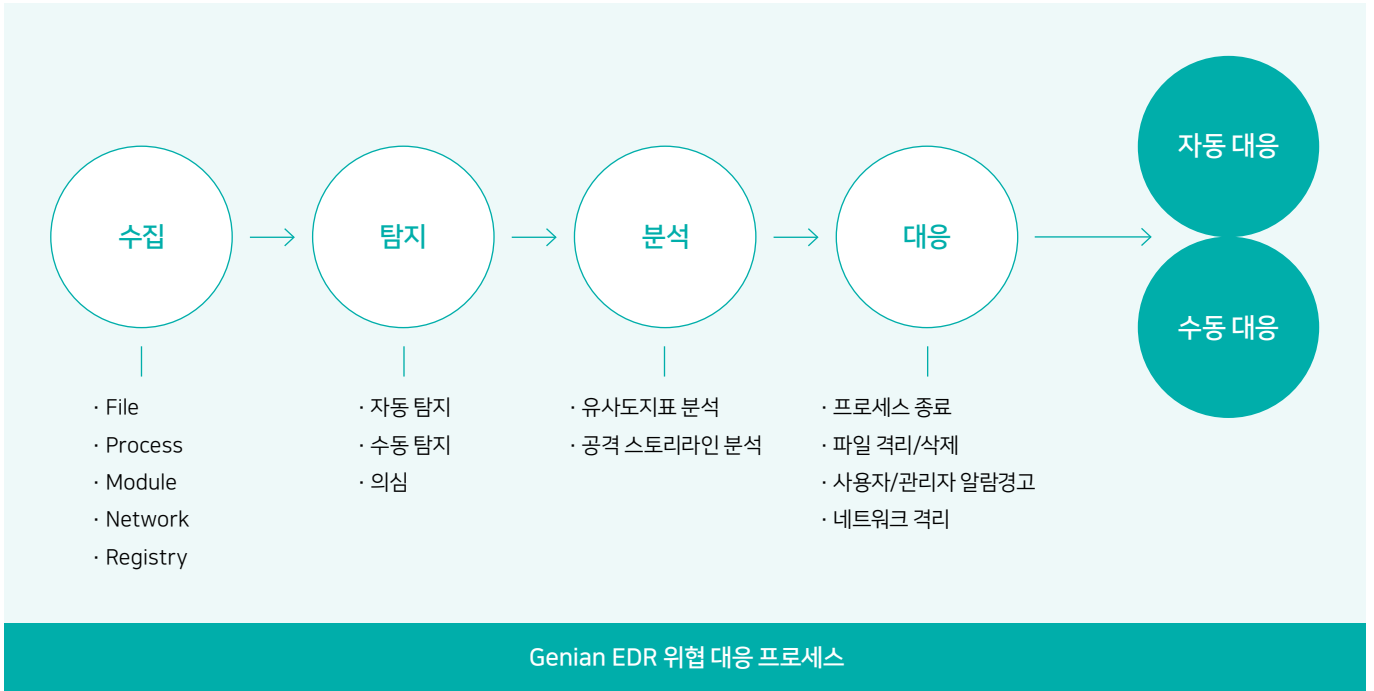 수집
탐지
분석
대응
자동 대응
수동 대응
· File
· Process
· Module
· Network
· Registry
· 자동 탐지
· 수동 탐지
· 의심
· 유사도지표 분석
· 공격 스토리라인 분석
· 프로세스 종료
· 파일 격리/삭제
· 사용자/관리자 알람경고
· 네트워크 격리
Genian EDR 위협 대응 프로세스